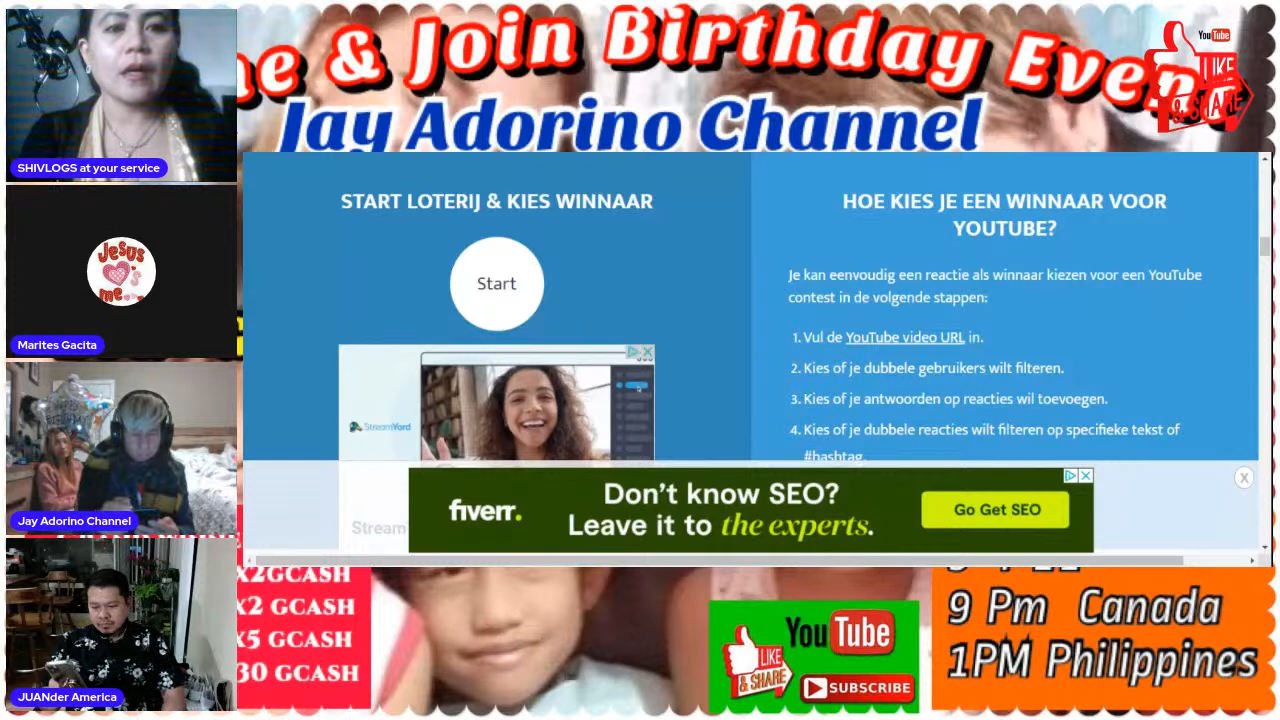 ne & Join Birthday Even
Jay Adorino Channel
YouTube
LIKE
& SHARE
SHIVLOGS at your service
START LOTERIJ & KIES WINNAAR
Start
HOE KIES JE EEN WINNAAR VOOR
YOUTUBE?
Je kan eenvoudig een reactie als winnaar kiezen voor een YouTube
contest in de volgende stappen:
1. Vul de YouTube video URL in.
2. Kies of je dubbele gebruikers wilt filteren.
3. Kies of je antwoorden op reacties wil toevoegen.
4. Kies of je dubbele reacties wilt filteren op specifieke tekst of
#hashtag.
Jesus
me
Marites Gacita
StreamYard
Stream
fiverr.
Don't know SEO?
Leave it to the experts.
Go Get SEO
X
Jay Adorino Channel
X2GCASH
X2 GCASH
X5 GCASH
30 GCASH
YouTube
LIKE
& SHARE
SUBSCRIBE
9 Pm Canada
1PM Philippines
JUANder America